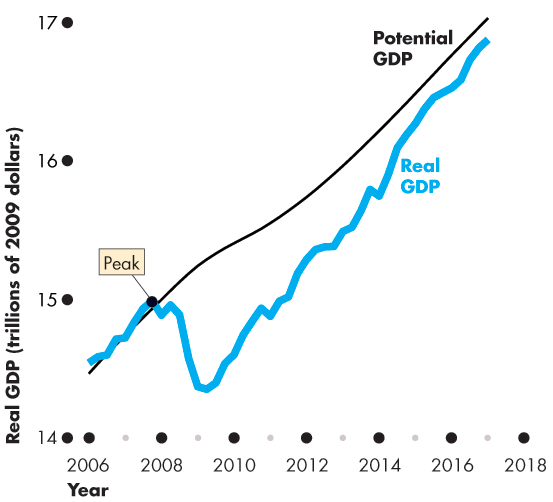 17
Potential
GDP
16
Real
GDP
Peak
15
14
2006 2008 2010 2012 2014 2016 2018
Year
Real GDP (trillions of 2009 dollars)